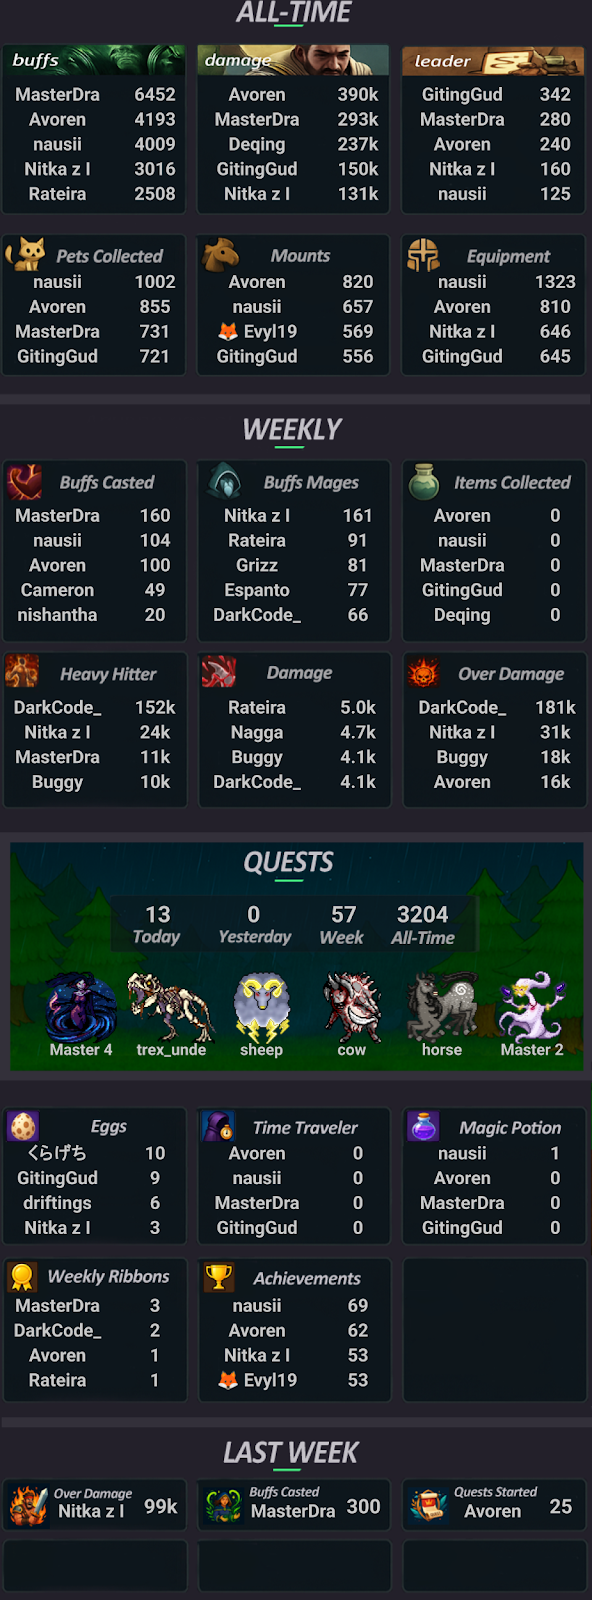 ALL-TIME
buffs
MasterDra 6452
Avoren 4193
nausii 4009
Nitka z I 3016
Rateira 2508
damage
Avoren 390k
MasterDra 293k
Deqing 237k
GitingGud 150k
Nitka z I 131k
leader
GitingGud 342
MasterDra 280
Avoren 240
Nitka z I 160
nausii 125
Pets Collected
nausii 1002
Avoren 855
MasterDra 731
GitingGud 721
Mounts
Avoren 820
nausii 657
🦊 Evyl19 569
GitingGud 556
Equipment
nausii 1323
Avoren 810
Nitka z I 646
GitingGud 645
WEEKLY
Buffs Casted
MasterDra 160
nausii 104
Avoren 100
Cameron 49
nishantha 20
Buffs Mages
Nitka z I 161
Rateira 91
Grizz 81
Espanto 77
DarkCode_ 66
Items Collected
Avoren 0
nausii 0
MasterDra 0
GitingGud 0
Deqing 0
Heavy Hitter
DarkCode_ 152k
Nitka z I 24k
MasterDra 11k
Buggy 10k
Damage
Rateira 5.0k
Nagga 4.7k
Buggy 4.1k
DarkCode_ 4.1k
Over Damage
DarkCode_ 181k
Nitka z I 31k
Buggy 18k
Avoren 16k
QUESTS
13 0 57 3204
Today Yesterday Week All-Time
Master 4 trex_unde sheep cow horse Master 2
Eggs
くらげち 10
GitingGud 9
driftings 6
Nitka z I 3
Time Traveler
Avoren 0
nausii 0
MasterDra 0
GitingGud 0
Magic Potion
nausii 1
Avoren 0
MasterDra 0
GitingGud 0
Weekly Ribbons
MasterDra 3
DarkCode_ 2
Avoren 1
Rateira 1
Achievements
nausii 69
Avoren 62
Nitka z I 53
🦊 Evyl19 53
LAST WEEK
Over Damage
Nitka z I 99k
Buffs Casted
MasterDra 300
Quests Started
Avoren 25